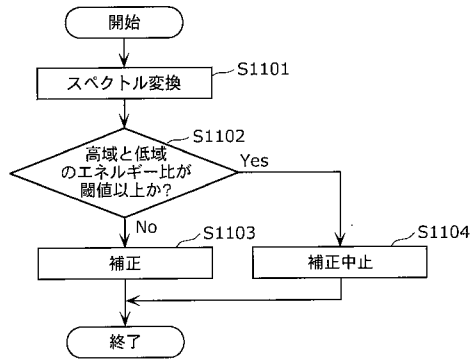 開始
スペクトル変換
S1101
S1102
高域と低域
のエネルギー比が
閾値以上か?
Yes
No
S1103
補正
S1104
補正中止
終了